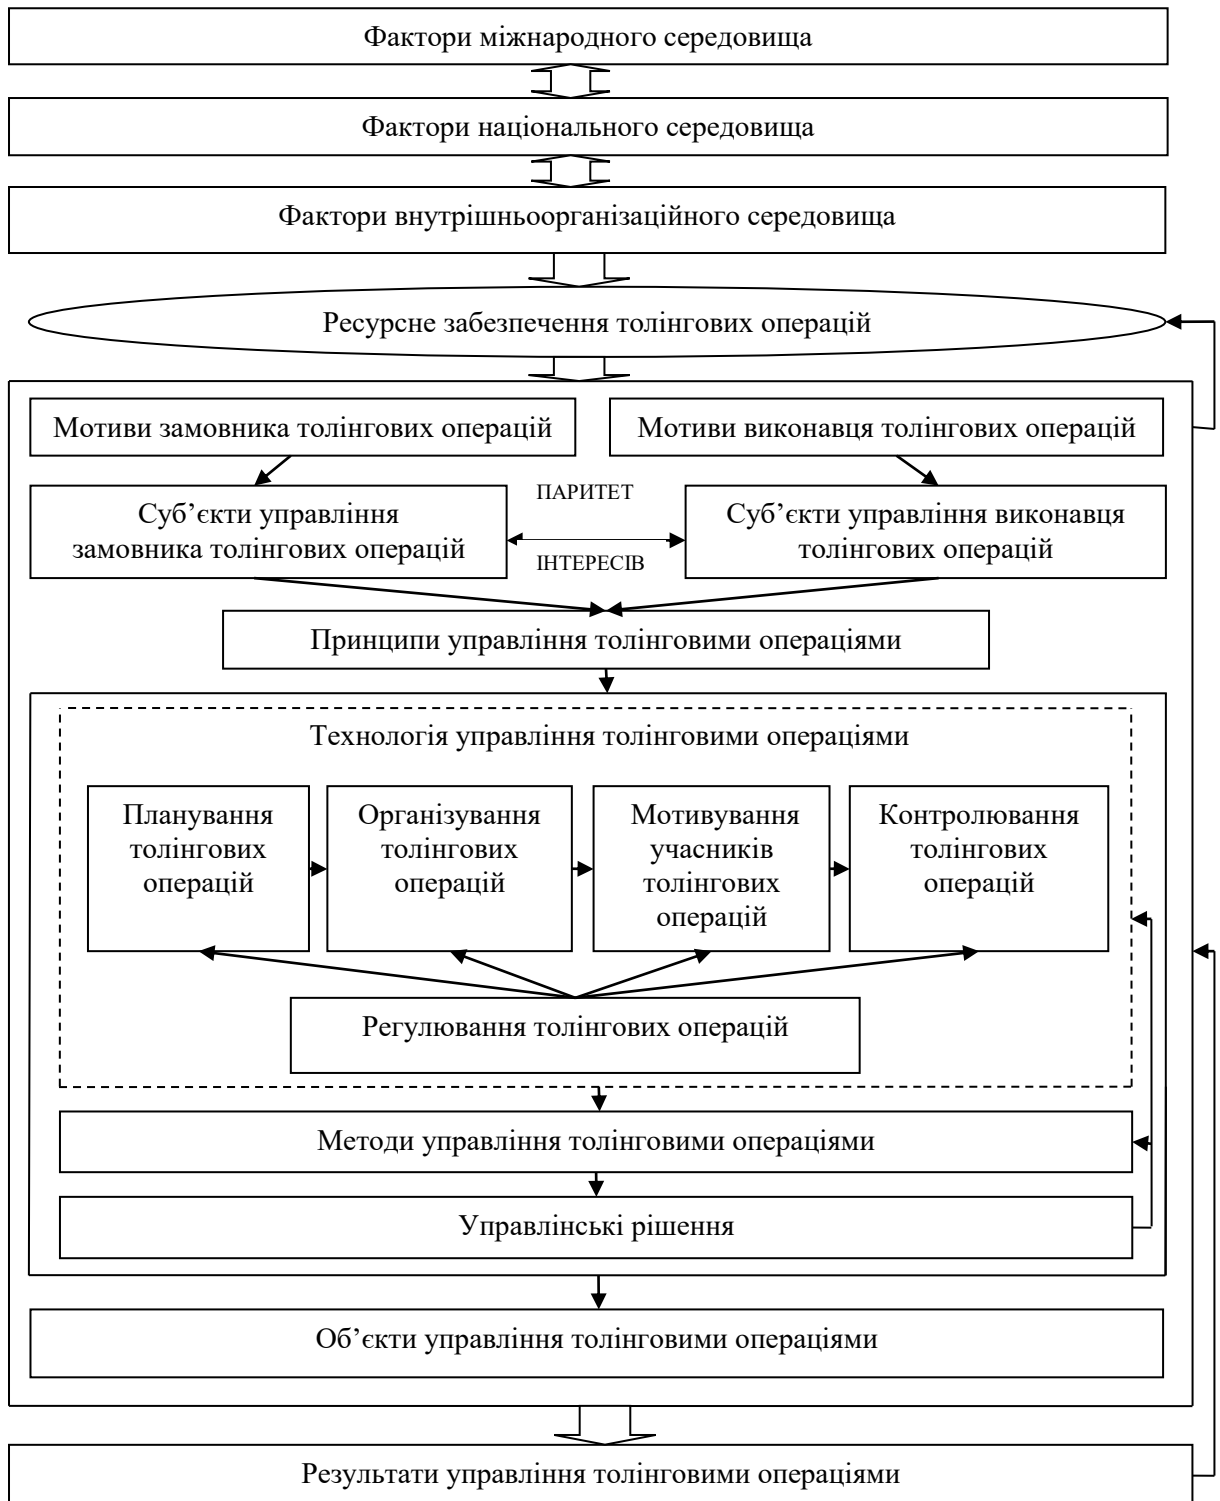 Фактори міжнародного середовища
Фактори національного середовища
Фактори внутрішньоорганізаційного середовища
Ресурсне забезпечення толінгових операцій
Мотиви замовника толінгових операцій
Мотиви виконавця толінгових операцій
Суб’єкти управління
замовника толінгових операцій
ПАРИТЕТ
ІНТЕРЕСІВ
Суб’єкти управління виконавця
толінгових операцій
Принципи управління толінговими операціями
Технологія управління толінговими операціями
Планування
толінгових
операцій
Організування
толінгових
операцій
Мотивування
учасників
толінгових
операцій
Контролювання
толінгових
операцій
Регулювання толінгових операцій
Методи управління толінговими операціями
Управлінські рішення
Об’єкти управління толінговими операціями
Результати управління толінговими операціями